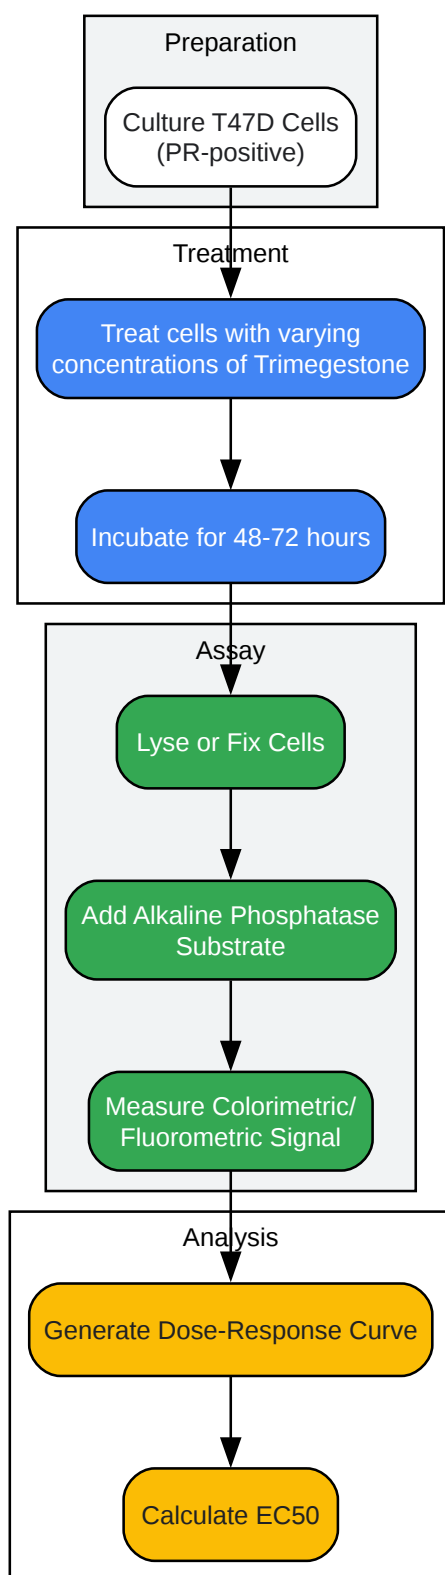 Preparation
Culture T47D Cells
(PR-positive)
Treatment
Treat cells with varying
concentrations of Trimegestone
Incubate for 48-72 hours
Assay
Lyse or Fix Cells
Add Alkaline Phosphatase
Substrate
Measure Colorimetric/
Fluorometric Signal
Analysis
Generate Dose-Response Curve
Calculate EC50